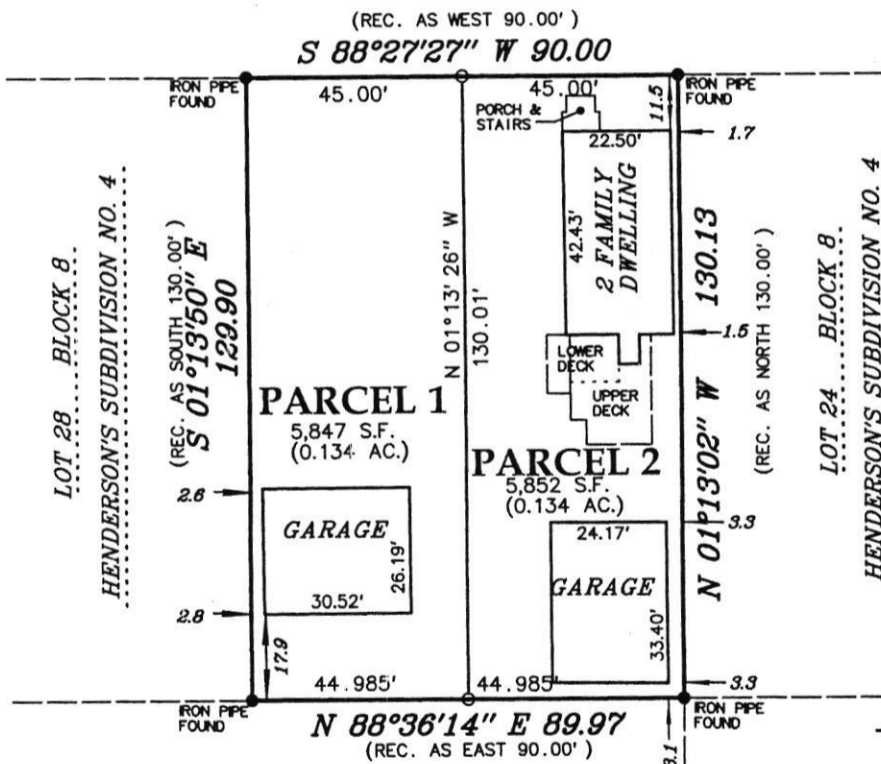 (REC. AS WEST 90.00')
S 88°27'27" W 90.00
IRON PIPE
FOUND
45.00'
45.00'
IRON PIPE
FOUND
11.5
PORCH &
STAIRS
1.7
22.50'
42.43'
2 FAMILY
DWELLING
LOT 28 BLOCK 8
HENDERSON'S SUBDIVISION NO. 4
(REC. AS SOUTH 130.00')
S 01°13'50" E
129.90
N 01°13'26" W
130.01'
N 01°13'02" W 130.13
(REC. AS NORTH 130.00')
LOT 24 BLOCK 8
HENDERSON'S SUBDIVISION NO. 4
1.5
LOWER
DECK
UPPER
DECK
PARCEL 1
5,847 S.F.
(0.134 AC.)
PARCEL 2
5,852 S.F.
(0.134 AC.)
2.6
GARAGE
26.19'
30.52'
2.8
17.9
3.3
24.17'
GARAGE
33.40'
3.3
44.985'
44.985'
IRON PIPE
FOUND
N 88°36'14" E 89.97
(REC. AS EAST 90.00')
IRON PIPE
FOUND